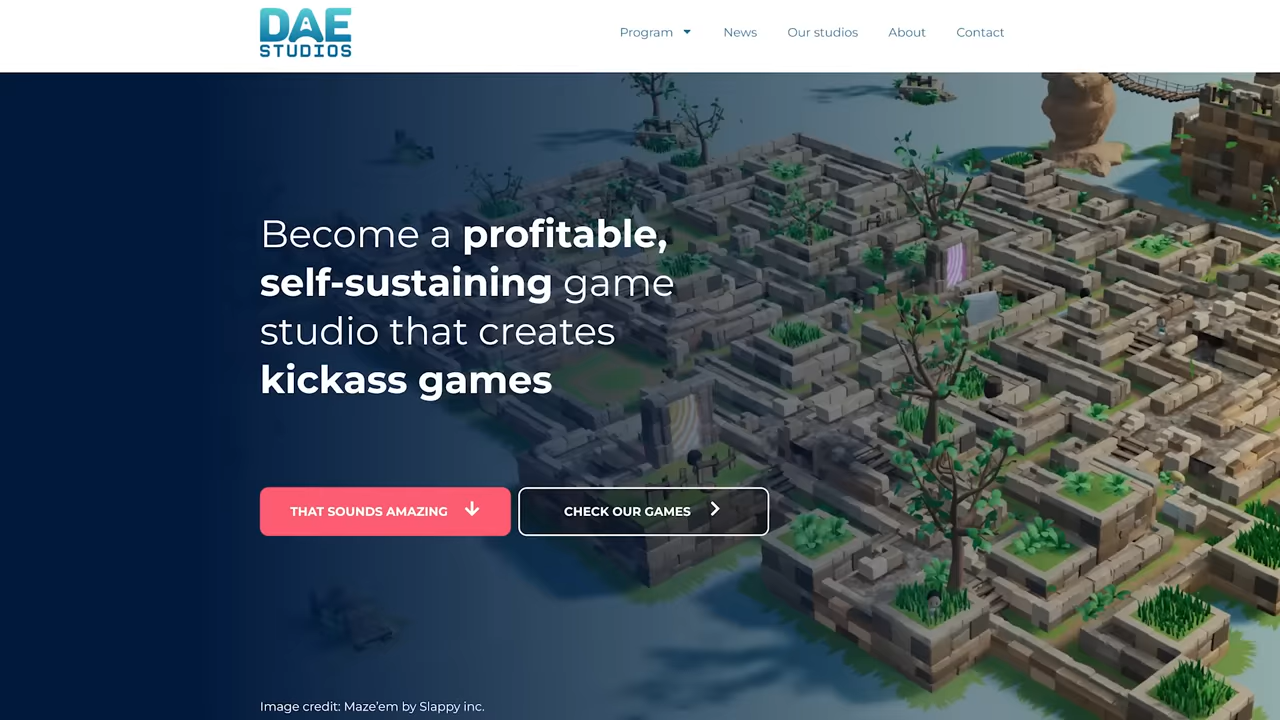 DAE
STUDIOS
Program
News
Our studios
About
Contact
Become a profitable,
self-sustaining game
studio that creates
kickass games
THAT SOUNDS AMAZING
CHECK OUR GAMES
Image credit: Maze'em by Slappy inc.